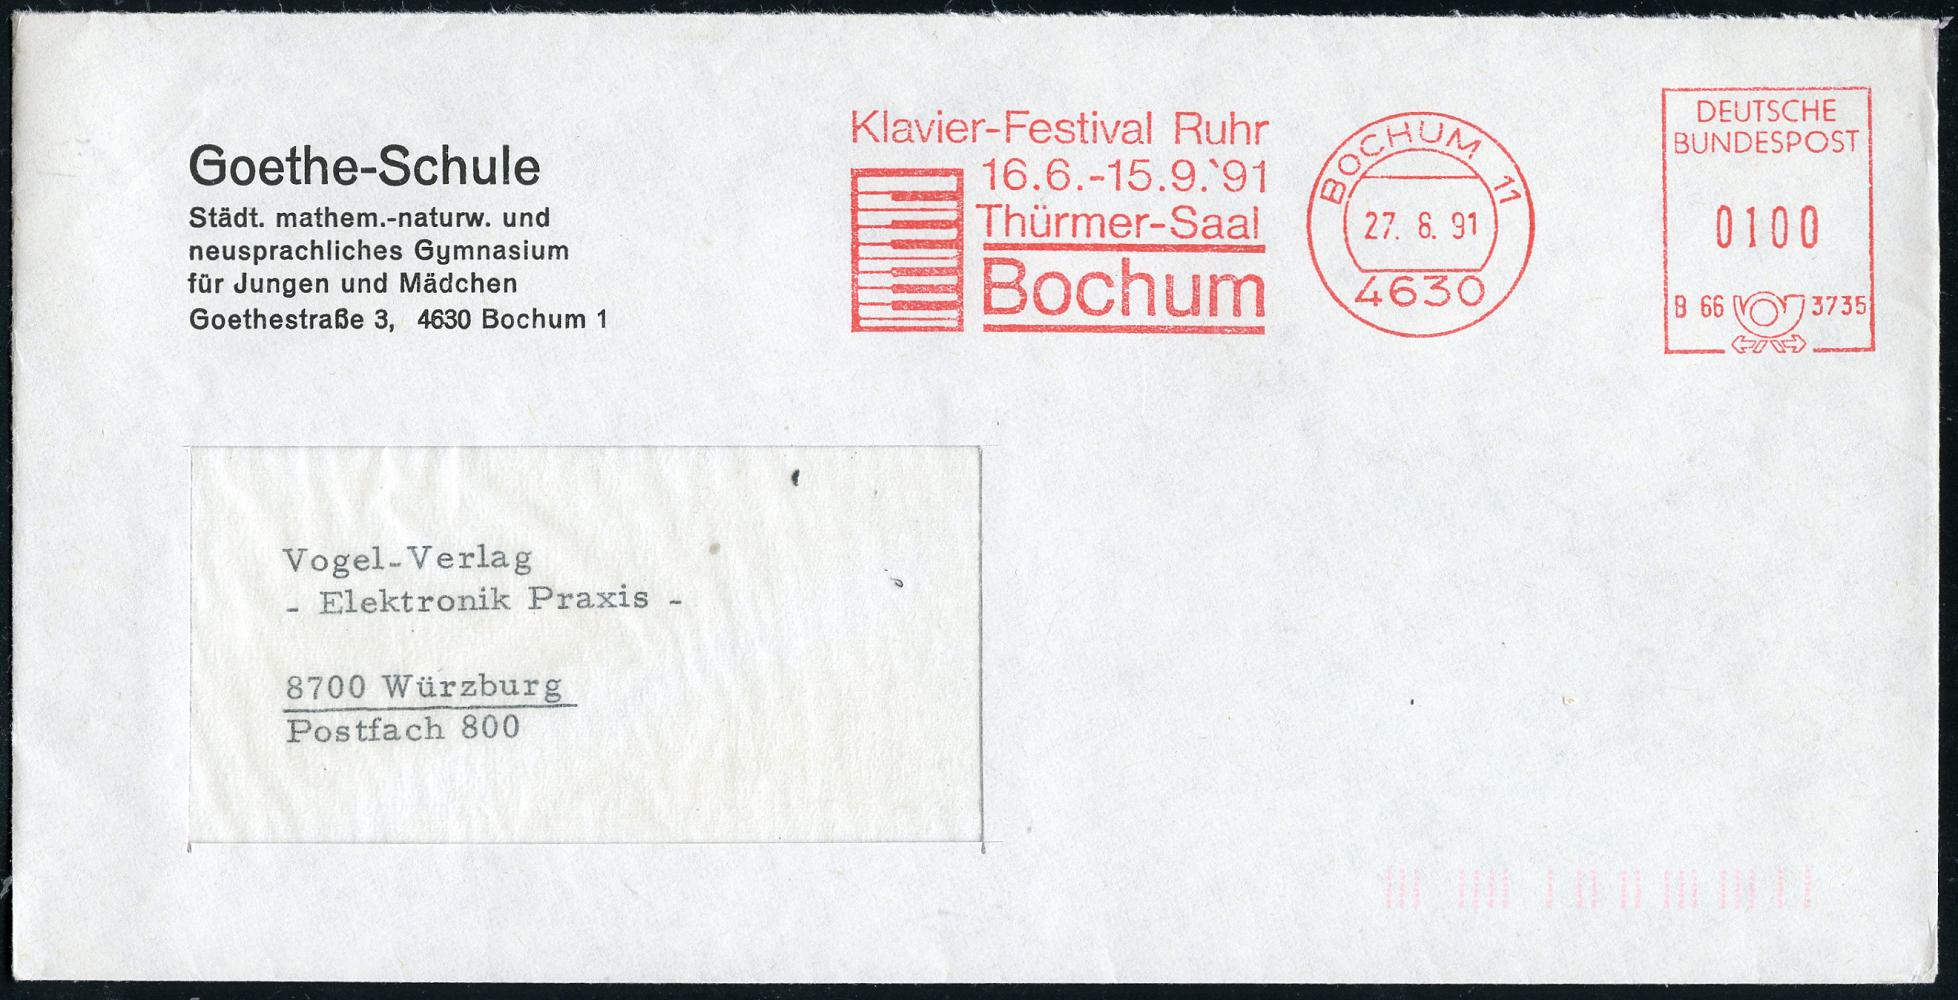 Goethe-Schule
Städt. mathem.-naturw. und
neusprachliches Gymnasium
für Jungen und Mädchen
Goethestraße 3, 4630 Bochum 1
Klavier-Festival Ruhr
16.6.-15.9.`91
Thürmer-Saal
Bochum
BOCHUM 11
27. 8. 91
4630
DEUTSCHE
BUNDESPOST
0100
B 66 3735
Vogel-Verlag
- Elektronik Praxis -
8700 Würzburg
Postfach 800